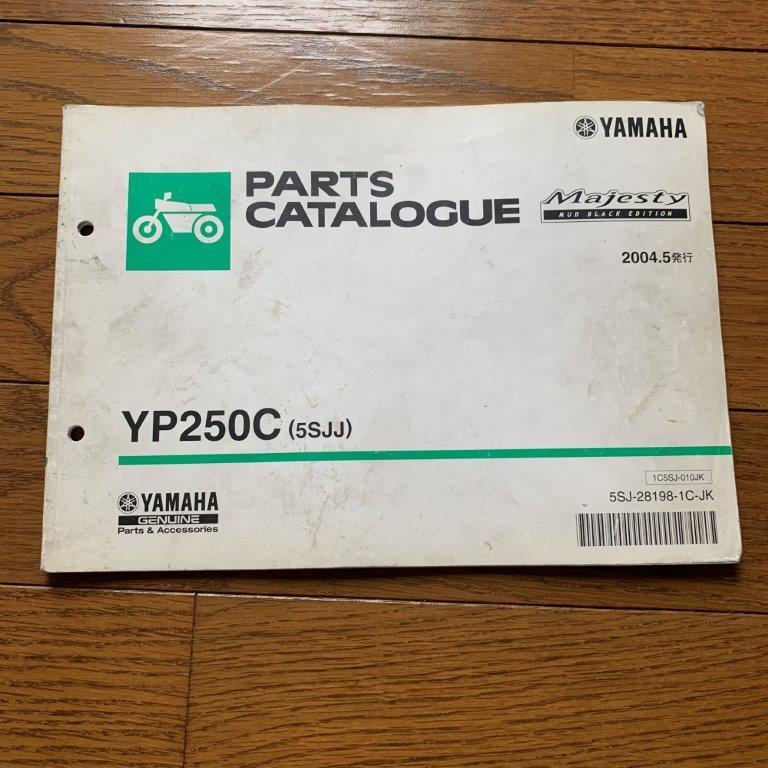 YAMAHA
PARTS
CATALOGUE
Majesty
MUD BLACK EDITION
2004.5発行
YP250C (5SJJ)
1C5SJ-010JK
5SJ-28198-1C-JK
YAMAHA
GENUINE
Parts & Accessories